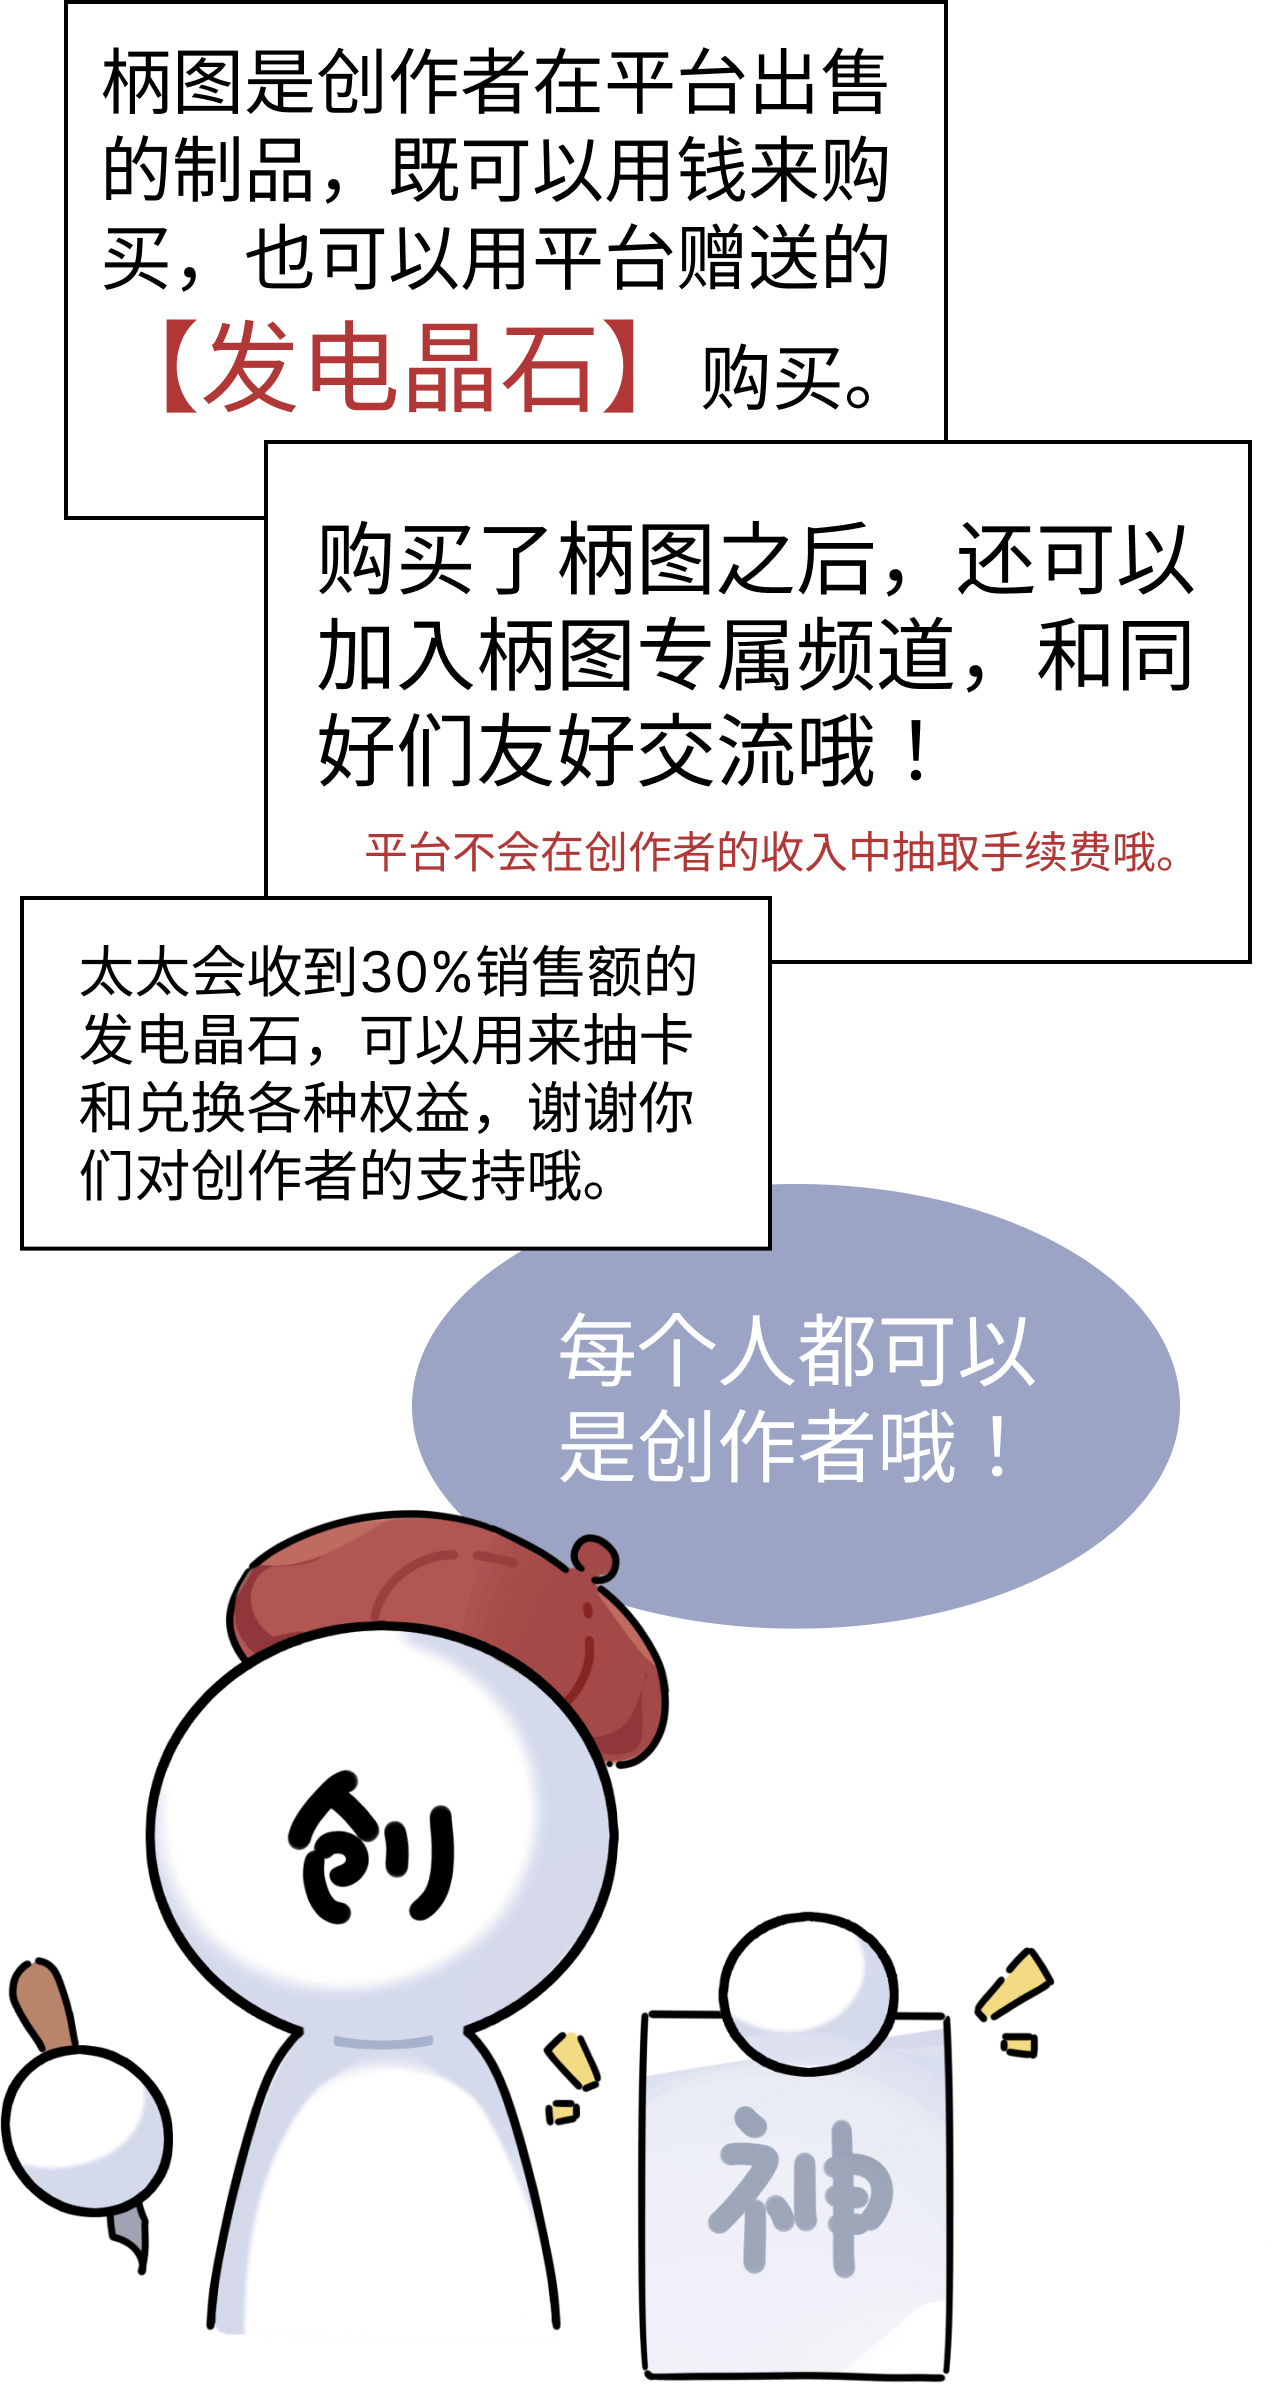 柄图是创作者在平台出售
的制品，既可以用钱来购
买，也可以用平台赠送的
【发电晶石】购买。
购买了柄图之后，还可以
加入柄图专属频道，和同
好们友好交流哦！
平台不会在创作者的收入中抽取手续费哦。
太太会收到30%销售额的
发电晶石，可以用来抽卡
和兑换各种权益，谢谢你
们对创作者的支持哦。
每个人都可以
是创作者哦！
创
神